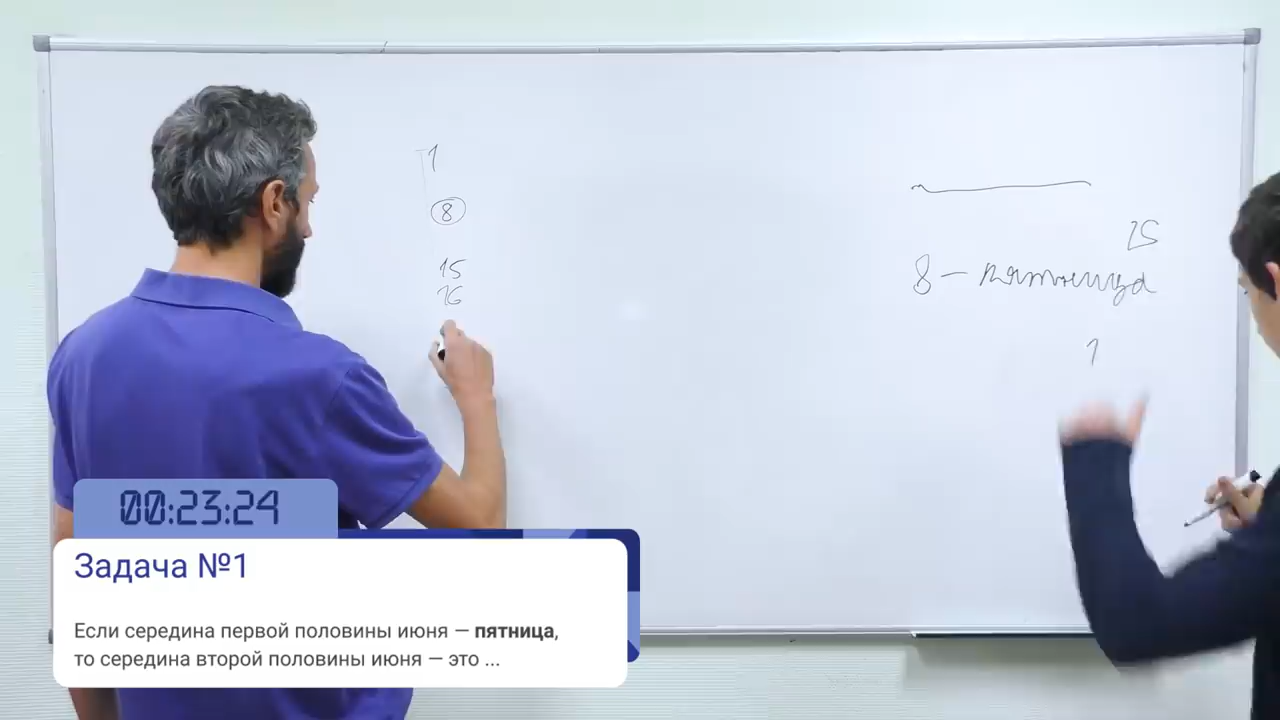 1
8
15
16
15
8 – пятница
1
00:23:24
Задача №1
Если середина первой половины июня — пятница,
то середина второй половины июня — это ...